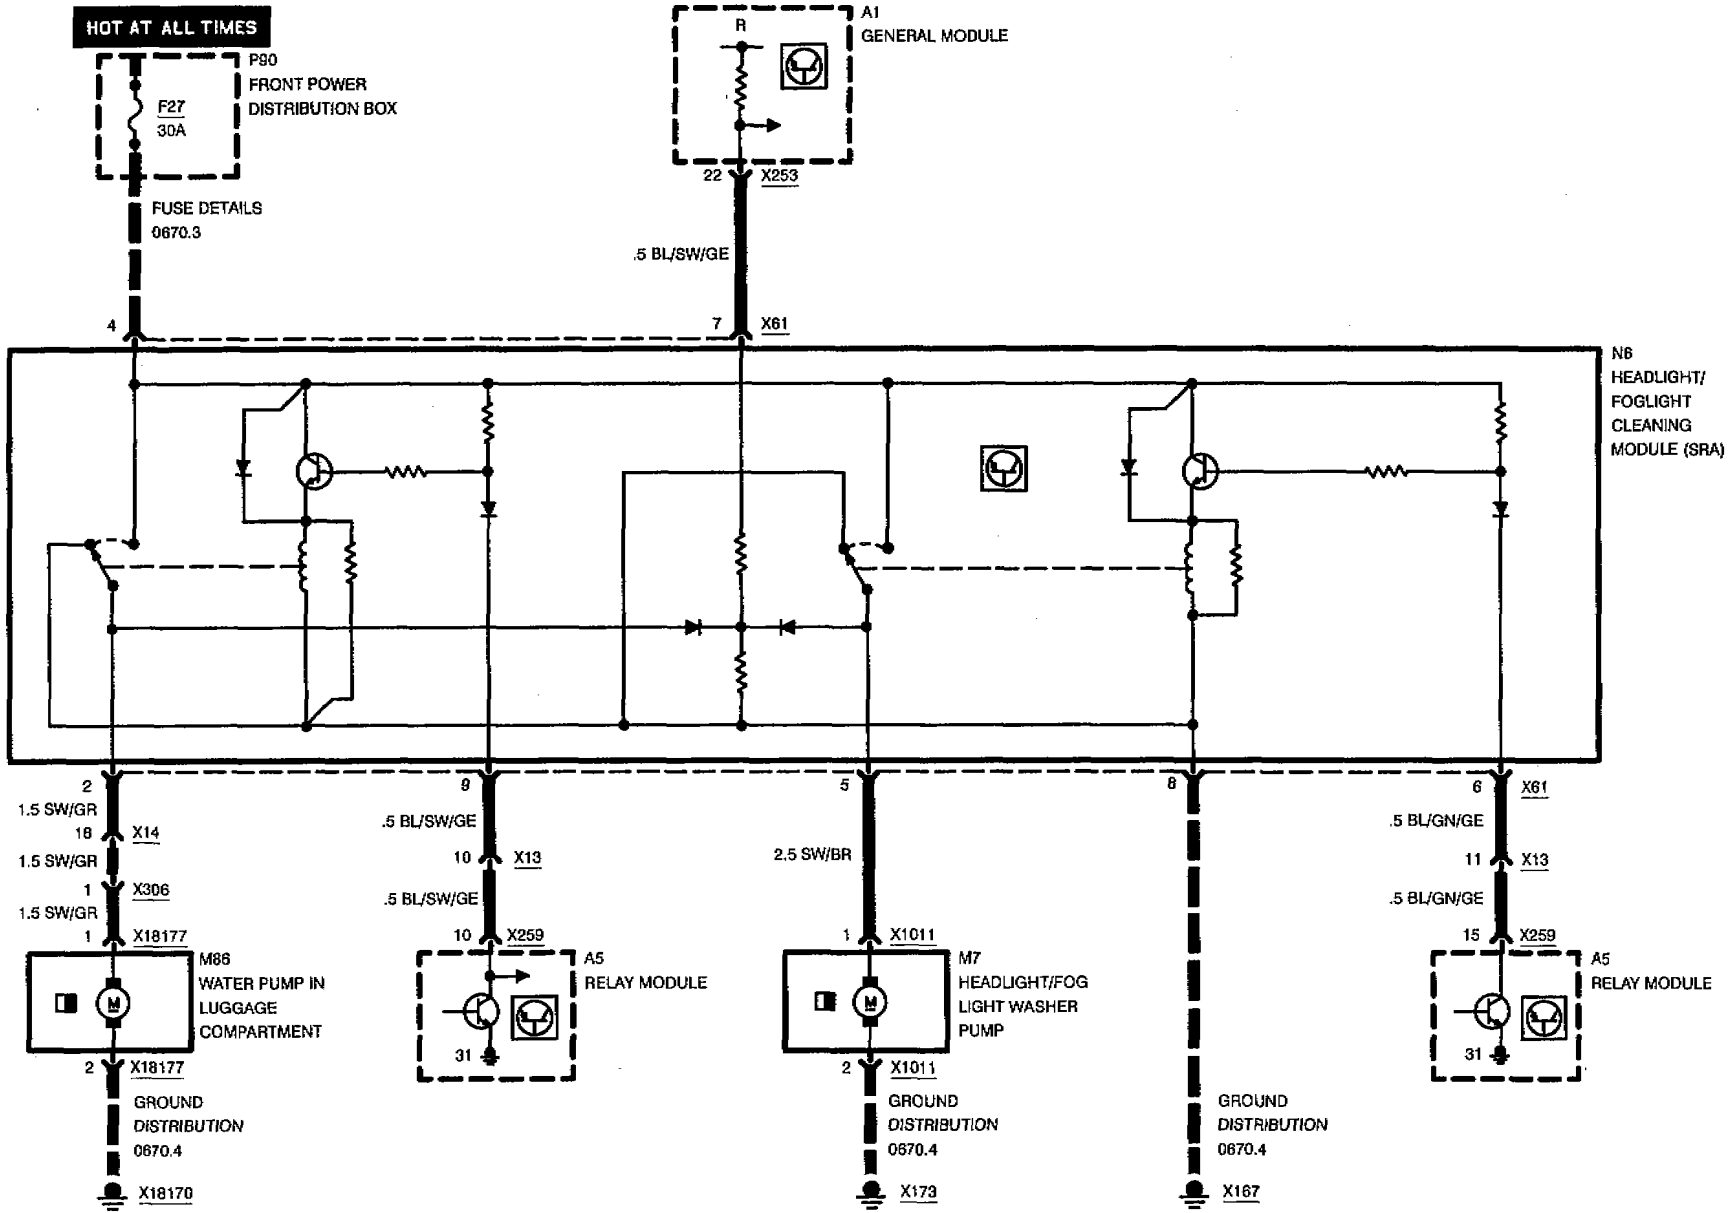 HOT AT ALL TIMES
P90
FRONT POWER
DISTRIBUTION BOX
F27
30A
FUSE DETAILS
0670.3
A1
GENERAL MODULE
R
22
X253
.5 BL/SW/GE
4
7
X61
N6
HEADLIGHT/
FOGLIGHT
CLEANING
MODULE (SRA)
2
9
5
8
6
X61
1.5 SW/GR
16
X14
1.5 SW/GR
1
X306
1.5 SW/GR
1
X18177
M86
WATER PUMP IN
LUGGAGE
COMPARTMENT
M
2
X18177
GROUND
DISTRIBUTION
0670.4
X18170
.5 BL/SW/GE
10
X13
.5 BL/SW/GE
10
X259
A5
RELAY MODULE
31
2.5 SW/BR
1
X1011
M7
HEADLIGHT/FOG
LIGHT WASHER
PUMP
M
2
X1011
GROUND
DISTRIBUTION
0670.4
X173
GROUND
DISTRIBUTION
0670.4
X167
.5 BL/GN/GE
11
X13
.5 BL/GN/GE
15
X259
A5
RELAY MODULE
31